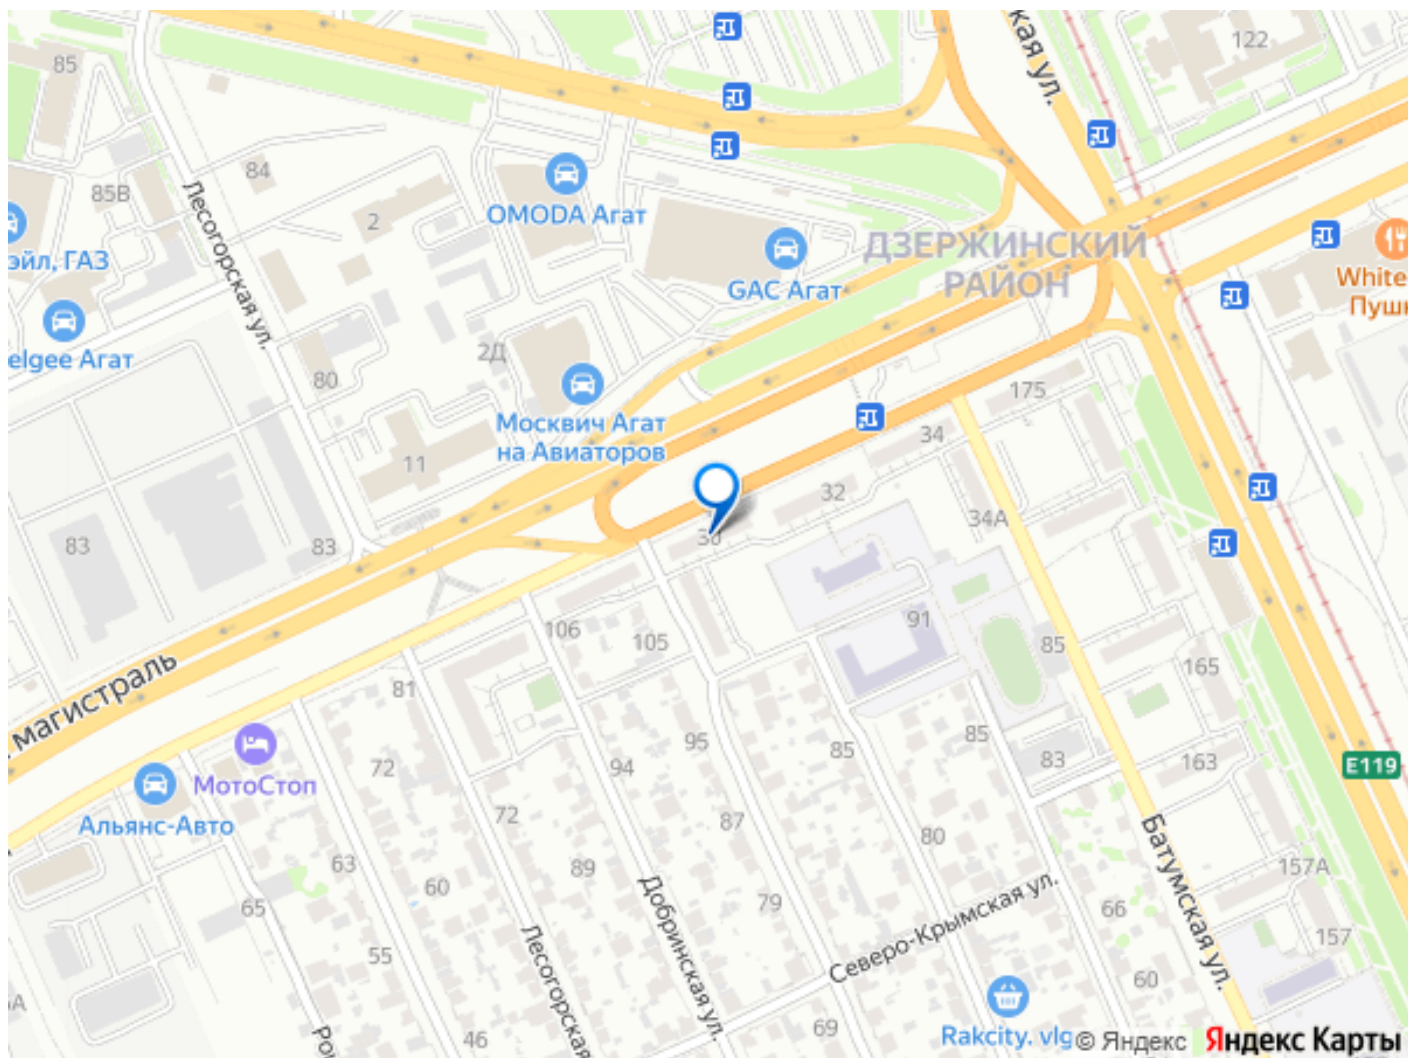 122
кая ул.
85
84
85В
Лесогорская ул.
2
OMODA Агат
ДЗЕРЖИНСКИЙ
РАЙОН
эйл, ГАЗ
GAC Агат
White
Пушк
elgee Агат
2Д
80
Москвич Агат
на Авиаторов
175
34
11
32
34А
83
83
30
106
105
91
85
165
магистраль
81
95
85
85
83
163
E119
МотоСтоп
72
94
Альянс-Авто
72
87
80
Батумская ул.
63
60
89
Добринская ул.
79
157А
65
Северо-Крымская ул.
66
157
55
Лесогорская
60
Rakcity. vlg
46
69
© Яндекс
Яндекс Карты